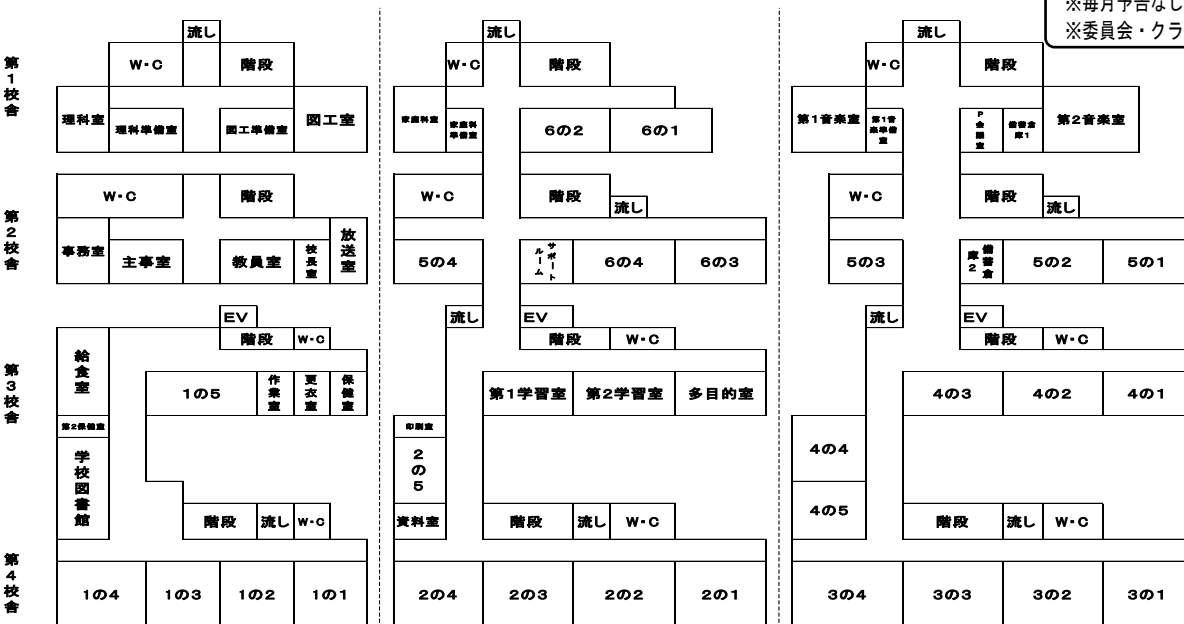 ※毎月予告なし
※委員会・クラ
第1校舎
流し
W・C
階段
理科室
理科準備室
図工準備室
図工室
流し
W・C
階段
家庭科室
家庭科準備室
6の2
6の1
流し
W・C
階段
第1音楽室
第1音楽準備室
P会議室
備蓄倉庫1
第2音楽室
第2校舎
W・C
階段
事務室
主事室
教員室
校長室
放送室
W・C
階段
流し
5の4
サポートルーム
6の4
6の3
W・C
階段
流し
5の3
備蓄倉庫2
5の2
5の1
第3校舎
EV
階段
W・C
給食室
1の5
作業室
更衣室
保健室
第2保健室
学校図書館
階段
流し
W・C
流し
EV
階段
W・C
第1学習室
第2学習室
多目的室
印刷室
2の5
資料室
階段
流し
W・C
流し
EV
階段
W・C
4の3
4の2
4の1
4の4
4の5
階段
流し
W・C
第4校舎
1の4
1の3
1の2
1の1
2の4
2の3
2の2
2の1
3の4
3の3
3の2
3の1